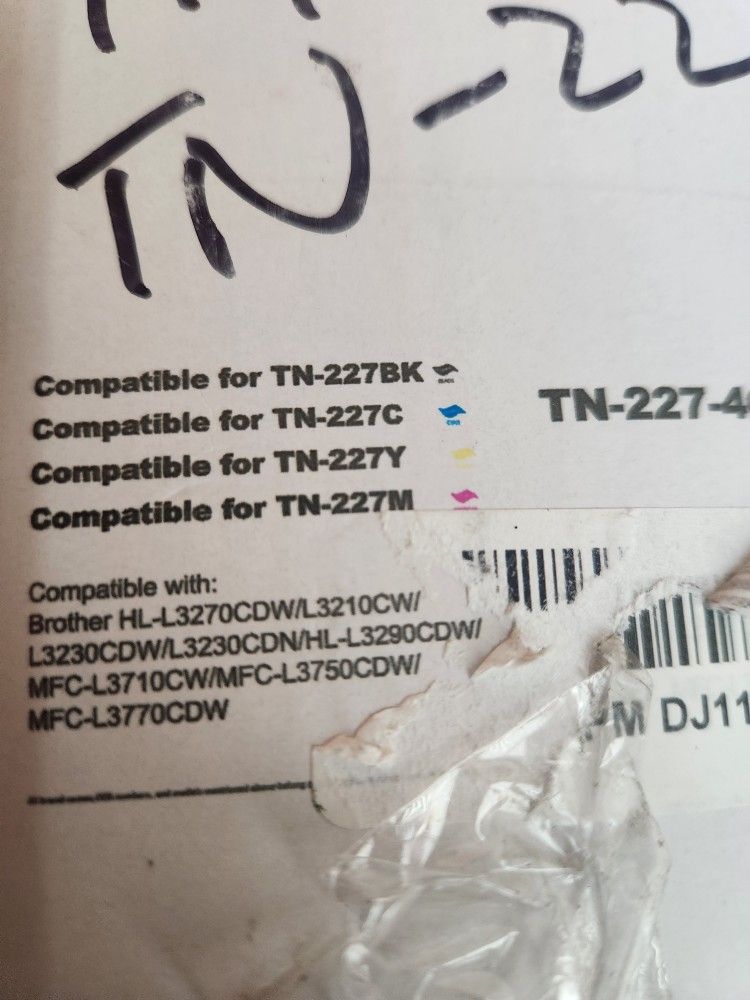 TN-22
Compatible for TN-227BK
Compatible for TN-227C
Compatible for TN-227Y
Compatible for TN-227M
TN-227-4
Compatible with:
Brother HL-L3270CDW/L3210CW/
L3230CDW/L3230CDN/HL-L3290CDW/
MFC-L3710CW/MFC-L3750CDW/
MFC-L3770CDW
PM DJ11